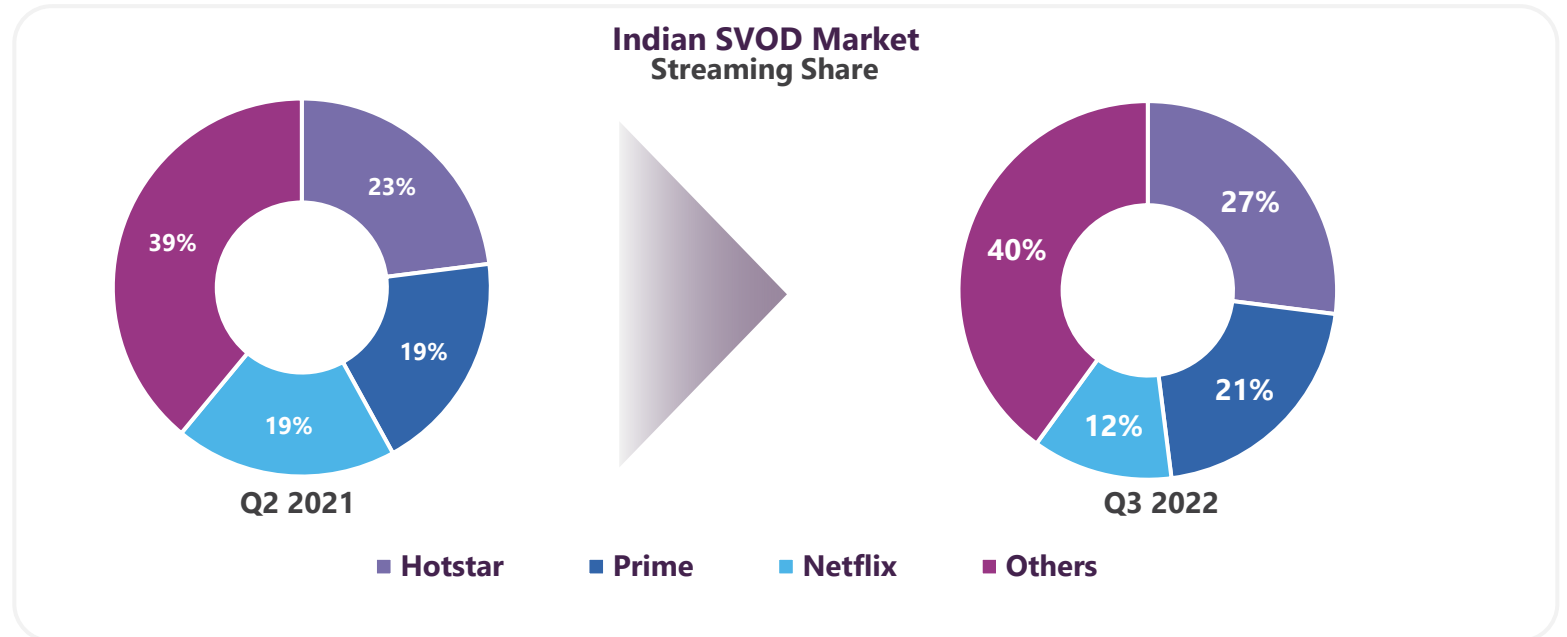 Indian SVOD Market
Streaming Share
23%
19%
19%
39%
Q2 2021
27%
21%
12%
40%
Q3 2022
Hotstar Prime Netflix Others